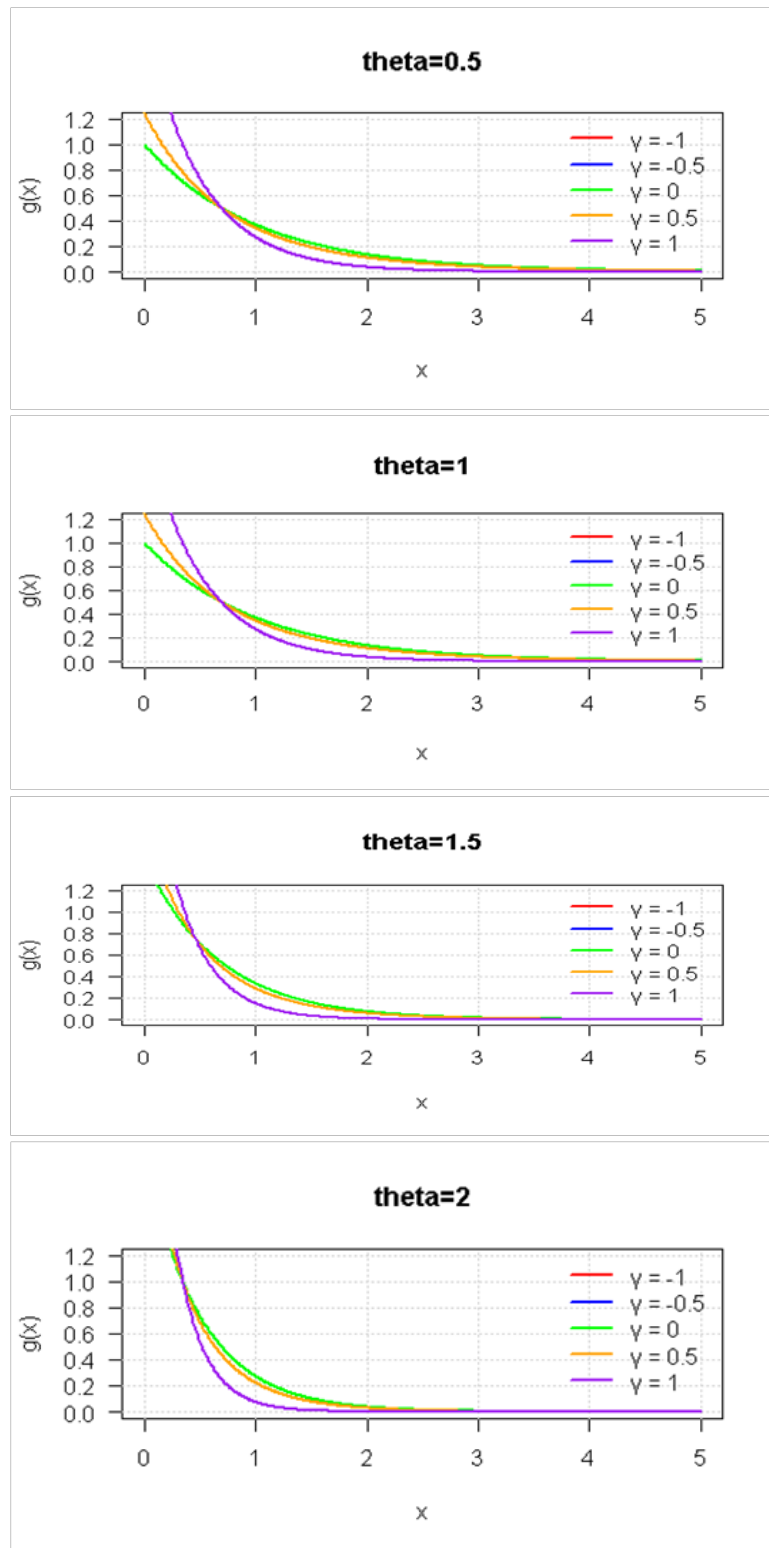 theta=0.5
g(x)
1.2
1.0
0.8
0.6
0.4
0.2
0.0
γ = -1
γ = -0.5
γ = 0
γ = 0.5
γ = 1
0 1 2 3 4 5
x
theta=1
g(x)
1.2
1.0
0.8
0.6
0.4
0.2
0.0
γ = -1
γ = -0.5
γ = 0
γ = 0.5
γ = 1
0 1 2 3 4 5
x
theta=1.5
g(x)
1.2
1.0
0.8
0.6
0.4
0.2
0.0
γ = -1
γ = -0.5
γ = 0
γ = 0.5
γ = 1
0 1 2 3 4 5
x
theta=2
g(x)
1.2
1.0
0.8
0.6
0.4
0.2
0.0
γ = -1
γ = -0.5
γ = 0
γ = 0.5
γ = 1
0 1 2 3 4 5
x